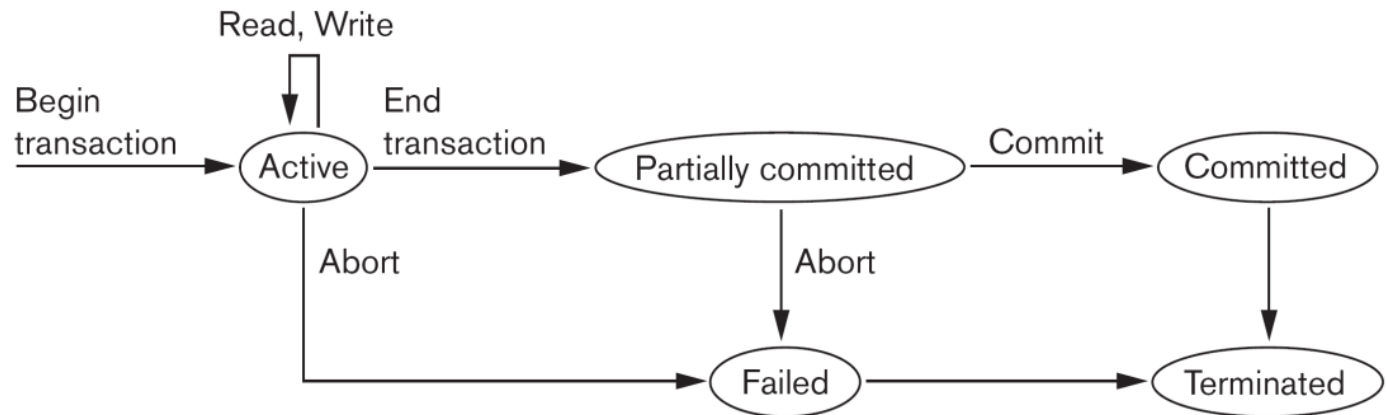 Read, Write
Begin
transaction
End
transaction
Active
Partially committed
Commit
Committed
Abort
Abort
Failed
Terminated